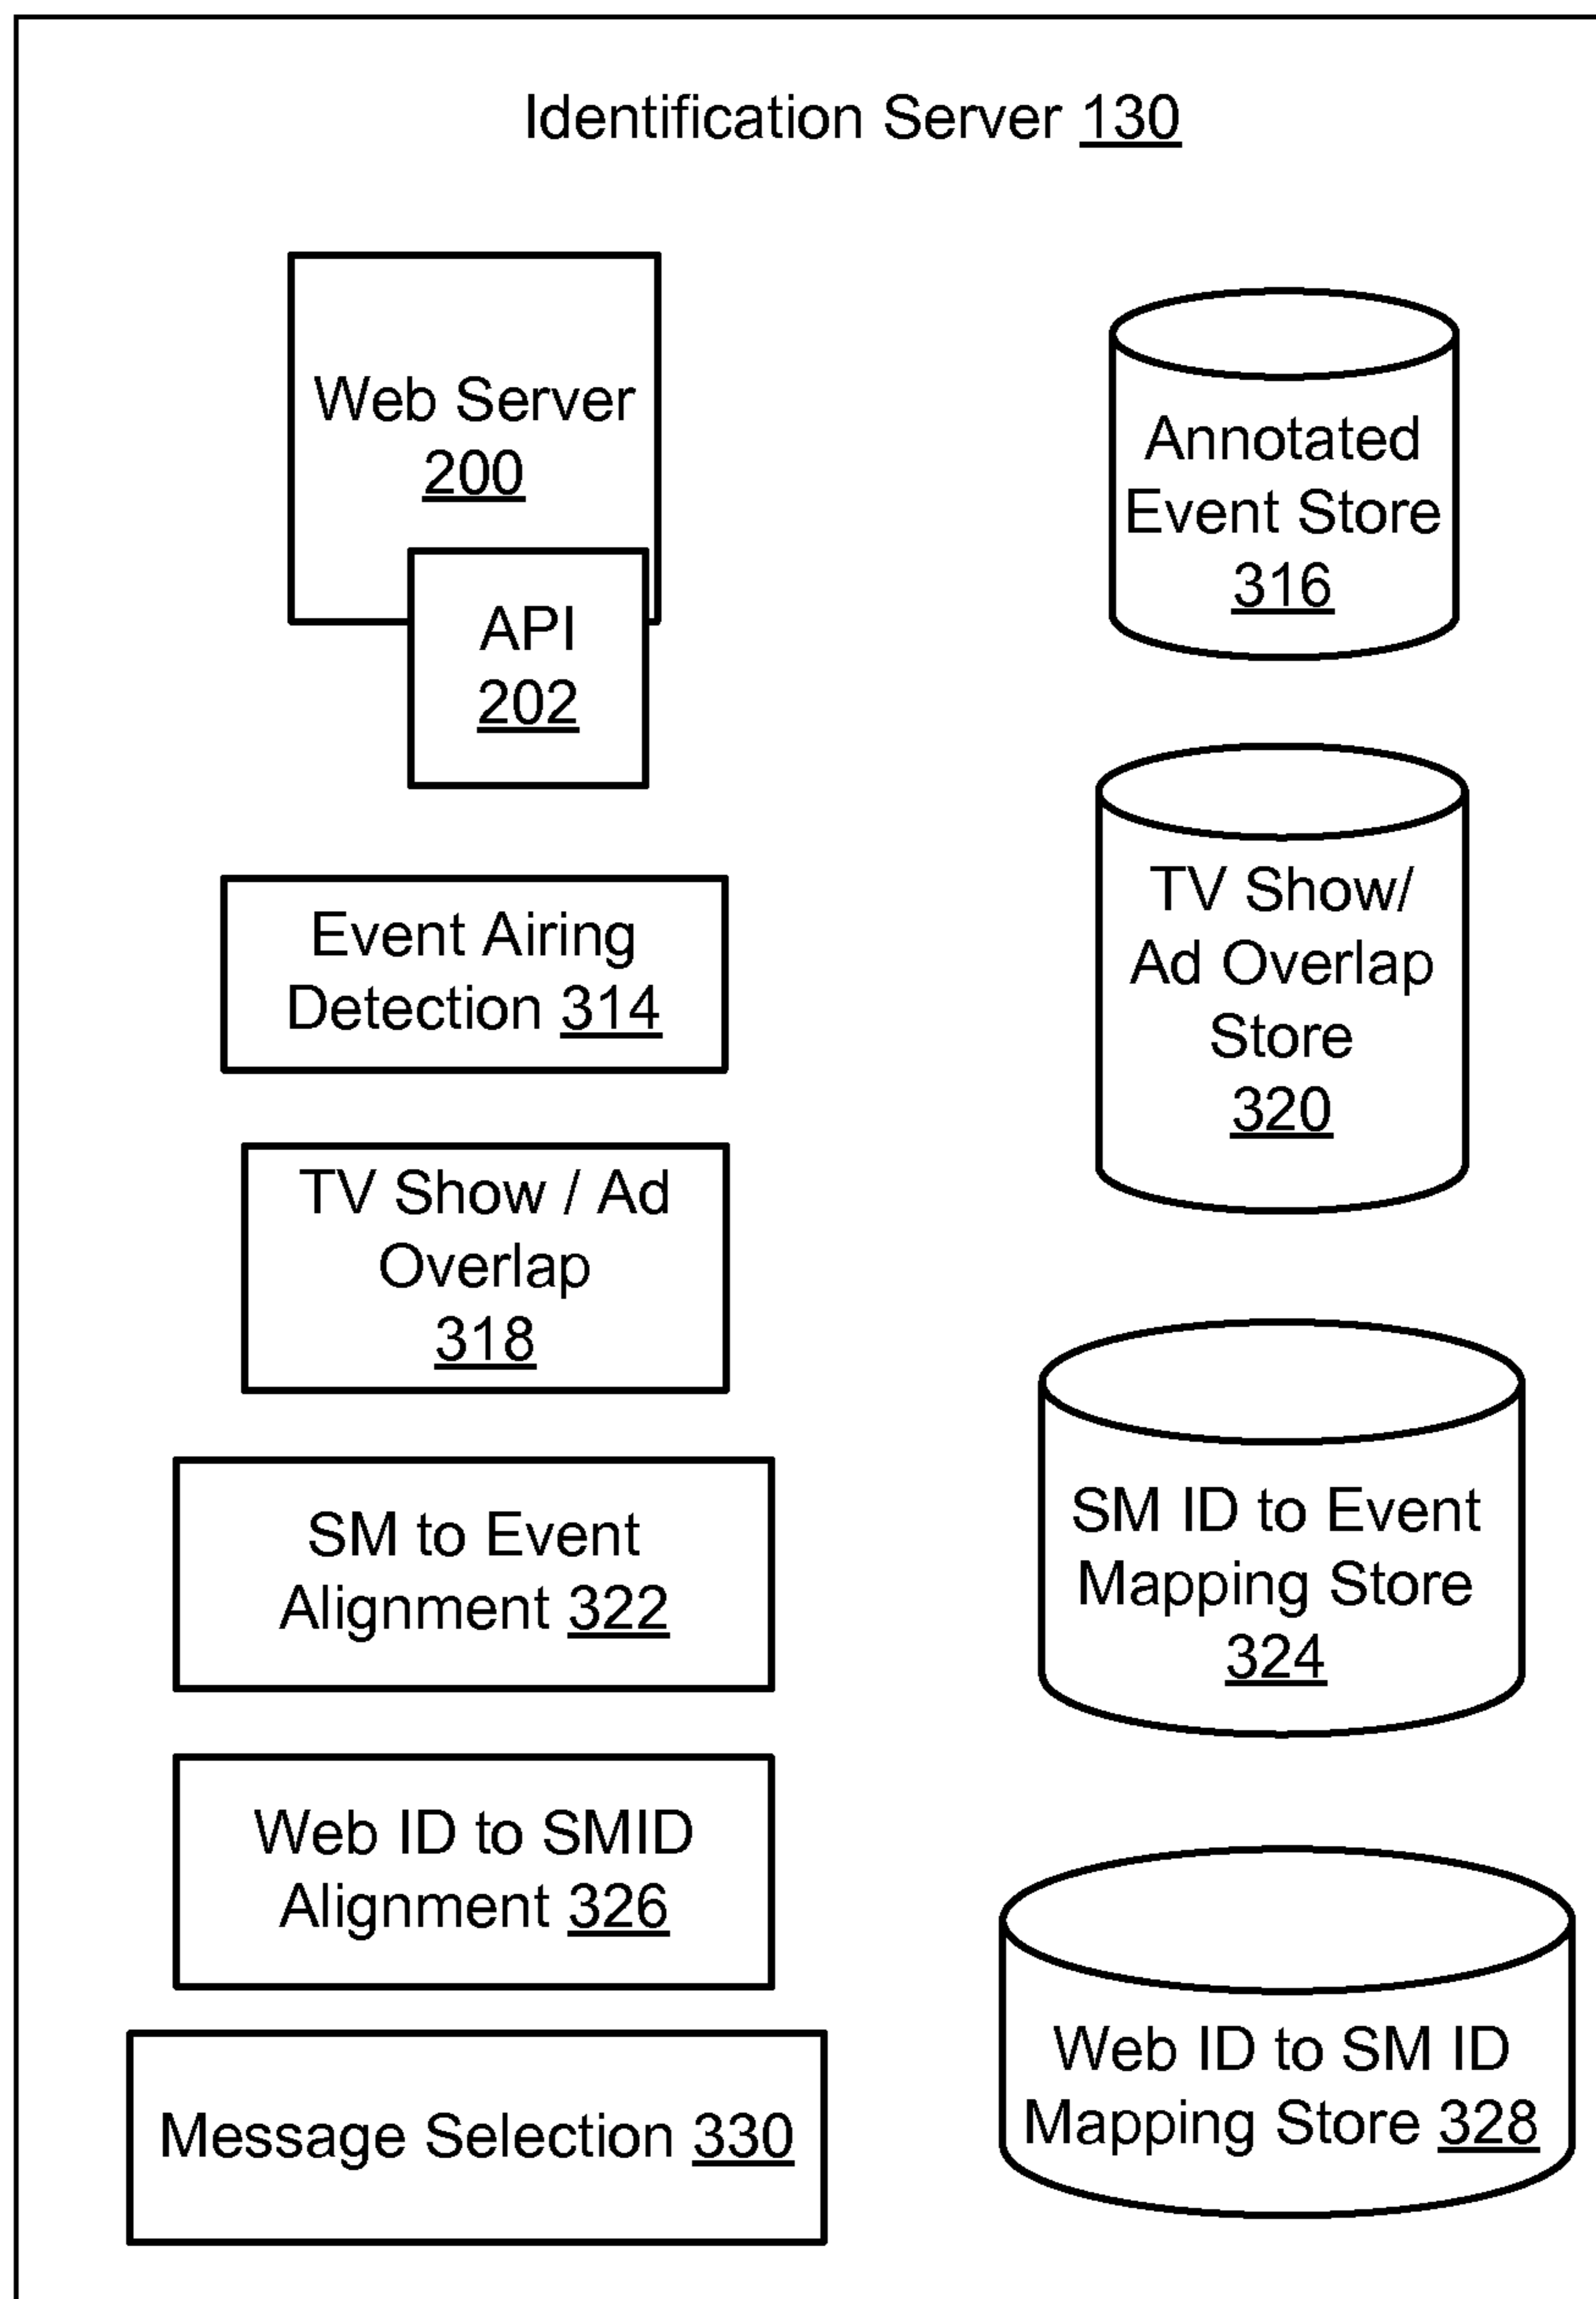 Identification Server 130
Web Server
200
API
202
Event Airing
Detection 314
TV Show / Ad
Overlap
318
SM to Event
Alignment 322
Web ID to SMID
Alignment 326
Message Selection 330
Annotated
Event Store
316
TV Show/
Ad Overlap
Store
320
SM ID to Event
Mapping Store
324
Web ID to SM ID
Mapping Store 328